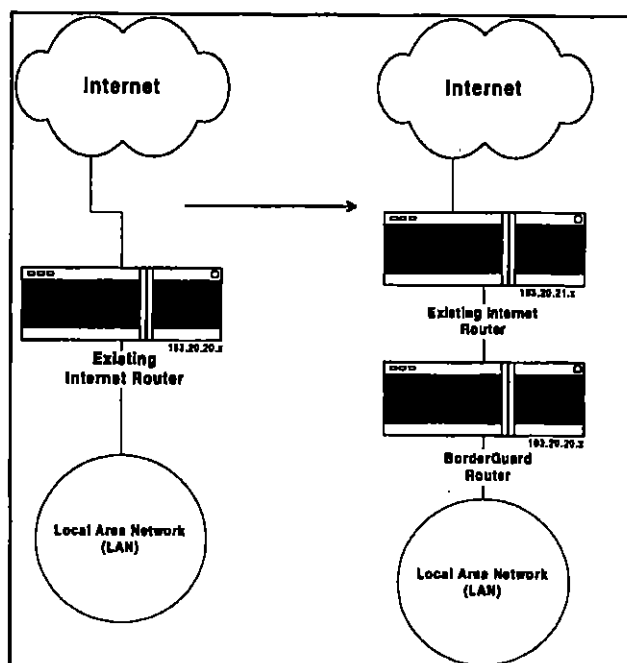 Internet
Existing
Internet Router
Local Area Network
(LAN)
Internet
Existing Internet
Router
BorderGuard
Router
Local Area Network
(LAN)